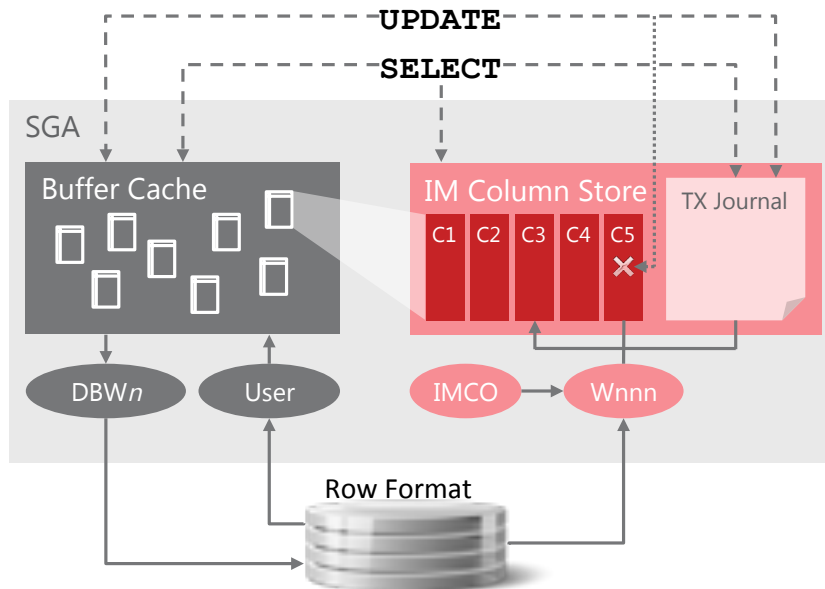 UPDATE
SELECT
SGA
Buffer Cache
IM Column Store
TX Journal
C1 C2 C3 C4 C5
DBWn
User
IMCO
Wnnn
Row Format